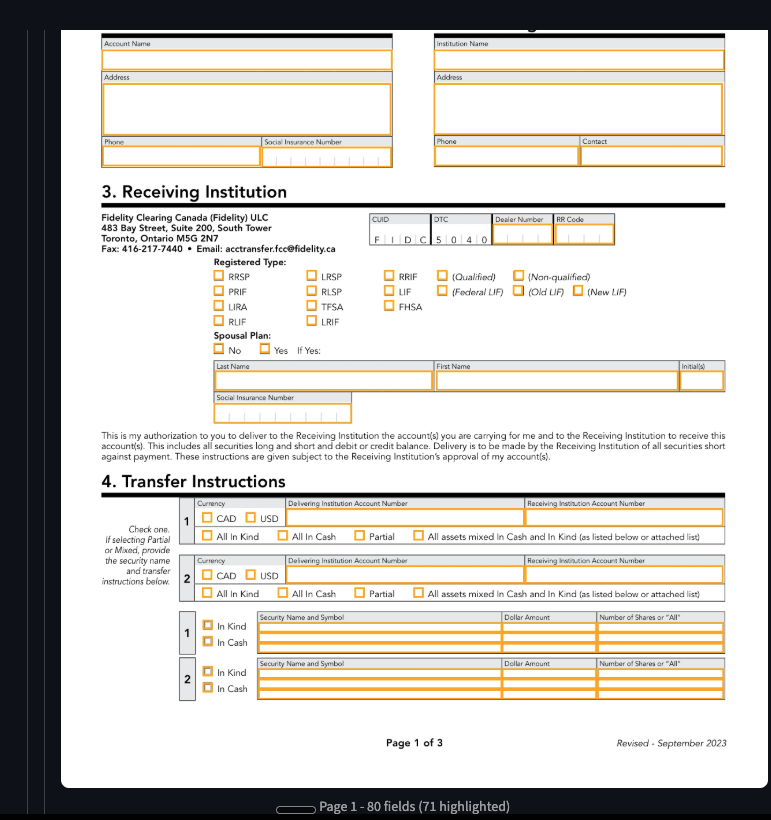 Account Name
Institution Name
Address
Address
Phone
Social Insurance Number
Phone
Contact
3. Receiving Institution
Fidelity Clearing Canada (Fidelity) ULC
483 Bay Street, Suite 200, South Tower
Toronto, Ontario M5G 2N7
Fax: 416-217-7440 • Email: acctransfer.fcc@fidelity.ca
CUID
DTC
Dealer Number
RR Code
F I D C 5 0 4 0
Registered Type:
RRSP LRSP RRIF (Qualified) (Non-qualified)
PRIF RLSP LIF (Federal LIF) (Old LIF) (New LIF)
LIRA TFSA FHSA
RLIF LRIF
Spousal Plan:
No Yes If Yes:
Last Name
First Name
Initial(s)
Social Insurance Number
This is my authorization to you to deliver to the Receiving Institution the account(s) you are carrying for me and to the Receiving Institution to receive this
account(s). This includes all securities long and short and debit or credit balance. Delivery is to be made by the Receiving Institution of all securities short
against payment. These instructions are given subject to the Receiving Institution's approval of my account(s).
4. Transfer Instructions
Check one.
If selecting Partial
or Mixed, provide
the security name
and transfer
instructions below.
1
Currency
Delivering Institution Account Number
Receiving Institution Account Number
CAD USD
All In Kind All In Cash Partial All assets mixed In Cash and In Kind (as listed below or attached list)
2
Currency
Delivering Institution Account Number
Receiving Institution Account Number
CAD USD
All In Kind All In Cash Partial All assets mixed In Cash and In Kind (as listed below or attached list)
1
In Kind
In Cash
Security Name and Symbol
Dollar Amount
Number of Shares or "All"
2
In Kind
In Cash
Security Name and Symbol
Dollar Amount
Number of Shares or "All"
Page 1 of 3
Revised - September 2023
Page 1 - 80 fields (71 highlighted)